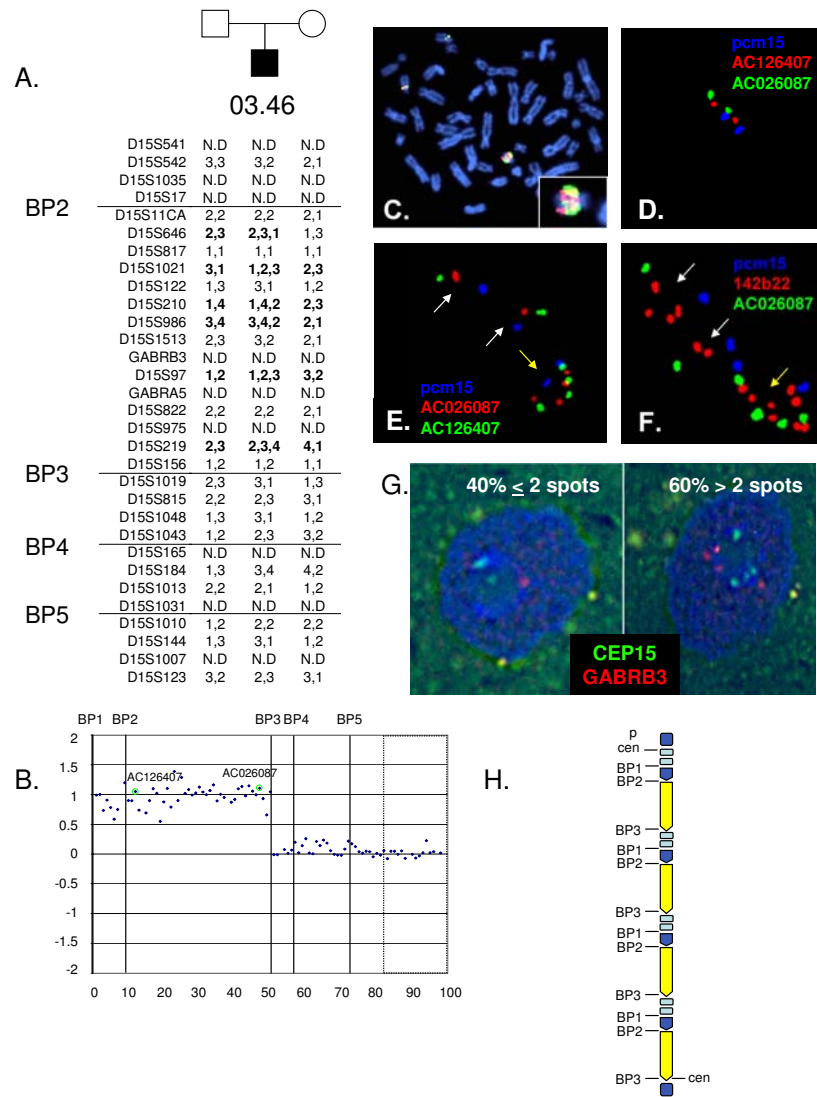 A.
03.46
D15S541 N.D N.D N.D
D15S542 3,3 3,2 2,1
D15S1035 N.D N.D N.D
D15S17 N.D N.D N.D
BP2
D15S11CA 2,2 2,2 2,1
D15S646 2,3 2,3,1 1,3
D15S817 1,1 1,1 1,1
D15S1021 3,1 1,2,3 2,3
D15S122 1,3 3,1 1,2
D15S210 1,4 1,4,2 2,3
D15S986 3,4 3,4,2 2,1
D15S1513 2,3 3,2 2,1
GABRB3 N.D N.D N.D
D15S97 1,2 1,2,3 3,2
GABRA5 N.D N.D N.D
D15S822 2,2 2,2 2,1
D15S975 N.D N.D N.D
D15S219 2,3 2,3,4 4,1
D15S156 1,2 1,2 1,1
BP3
D15S1019 2,3 3,1 1,3
D15S815 2,2 2,3 3,1
D15S1048 1,3 3,1 1,2
D15S1043 1,2 2,3 3,2
BP4
D15S165 N.D N.D N.D
D15S184 1,3 3,4 4,2
D15S1013 2,2 2,1 1,2
D15S1031 N.D N.D N.D
BP5
D15S1010 1,2 2,2 2,2
D15S144 1,3 3,1 1,2
D15S1007 N.D N.D N.D
D15S123 3,2 2,3 3,1
C.
pcm15
AC126407
AC026087
D.
pcm15
AC026087
AC126407
E.
pcm15
142b22
AC026087
F.
G.
40% ≤ 2 spots
60% > 2 spots
CEP15
GABRB3
B.
BP1 BP2 BP3 BP4 BP5
AC126407
AC026087
2
1.5
1
0.5
0
-0.5
-1
-1.5
-2
0 10 20 30 40 50 60 70 80 90 100
H.
p
cen
BP1
BP2
BP3
BP1
BP2
BP3
BP1
BP2
BP3
BP1
BP2
BP3 cen